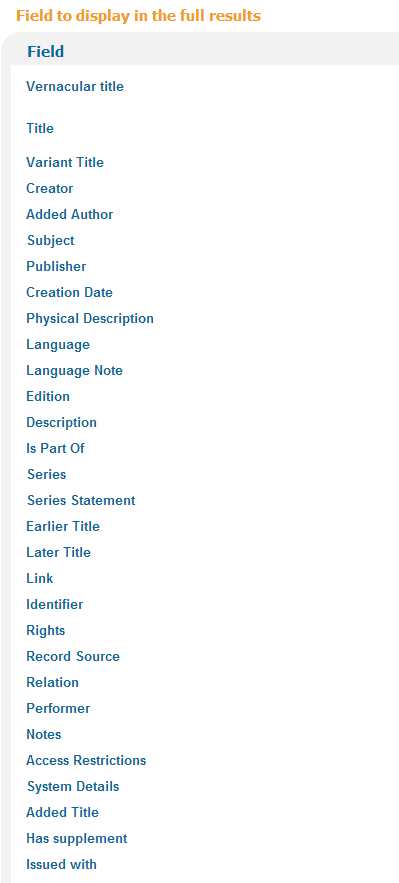 Field to display in the full results
Field
Vernacular title
Title
Variant Title
Creator
Added Author
Subject
Publisher
Creation Date
Physical Description
Language
Language Note
Edition
Description
Is Part Of
Series
Series Statement
Earlier Title
Later Title
Link
Identifier
Rights
Record Source
Relation
Performer
Notes
Access Restrictions
System Details
Added Title
Has supplement
Issued with